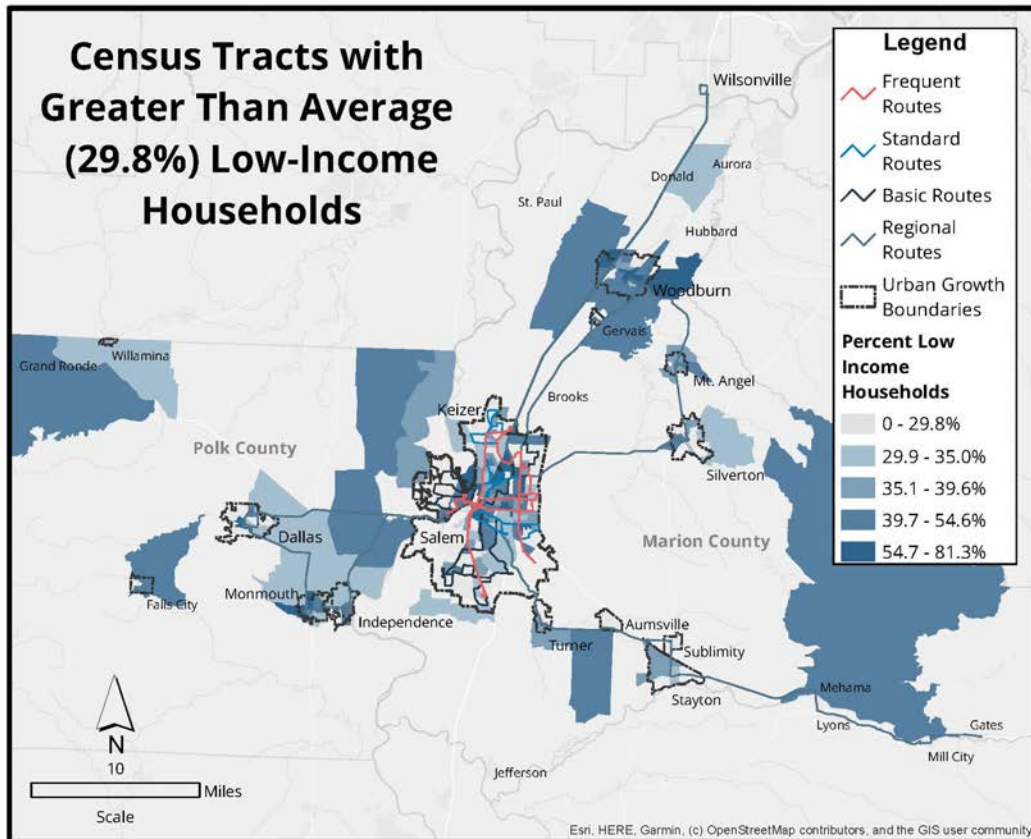 Census Tracts with
Greater Than Average
(29.8%) Low-Income
Households
Legend
Frequent
Routes
Standard
Routes
Basic Routes
Regional
Routes
Urban Growth
Boundaries
Percent Low
Income
Households
0 - 29.8%
29.9 - 35.0%
35.1 - 39.6%
39.7 - 54.6%
54.7 - 81.3%
Wilsonville
Aurora
Donald
St. Paul
Hubbard
Woodburn
Gervais
Willamina
Grand Ronde
Mt. Angel
Brooks
Keizer
Polk County
Silverton
Dallas
Salem
Marion County
Falls City
Monmouth
Independence
Aumsville
Turner
Sublimity
Stayton
Mehama
Lyons
Gates
Mill City
Jefferson
N
10
Miles
Scale
Esri, HERE, Garmin, (c) OpenStreetMap contributors, and the GIS user community